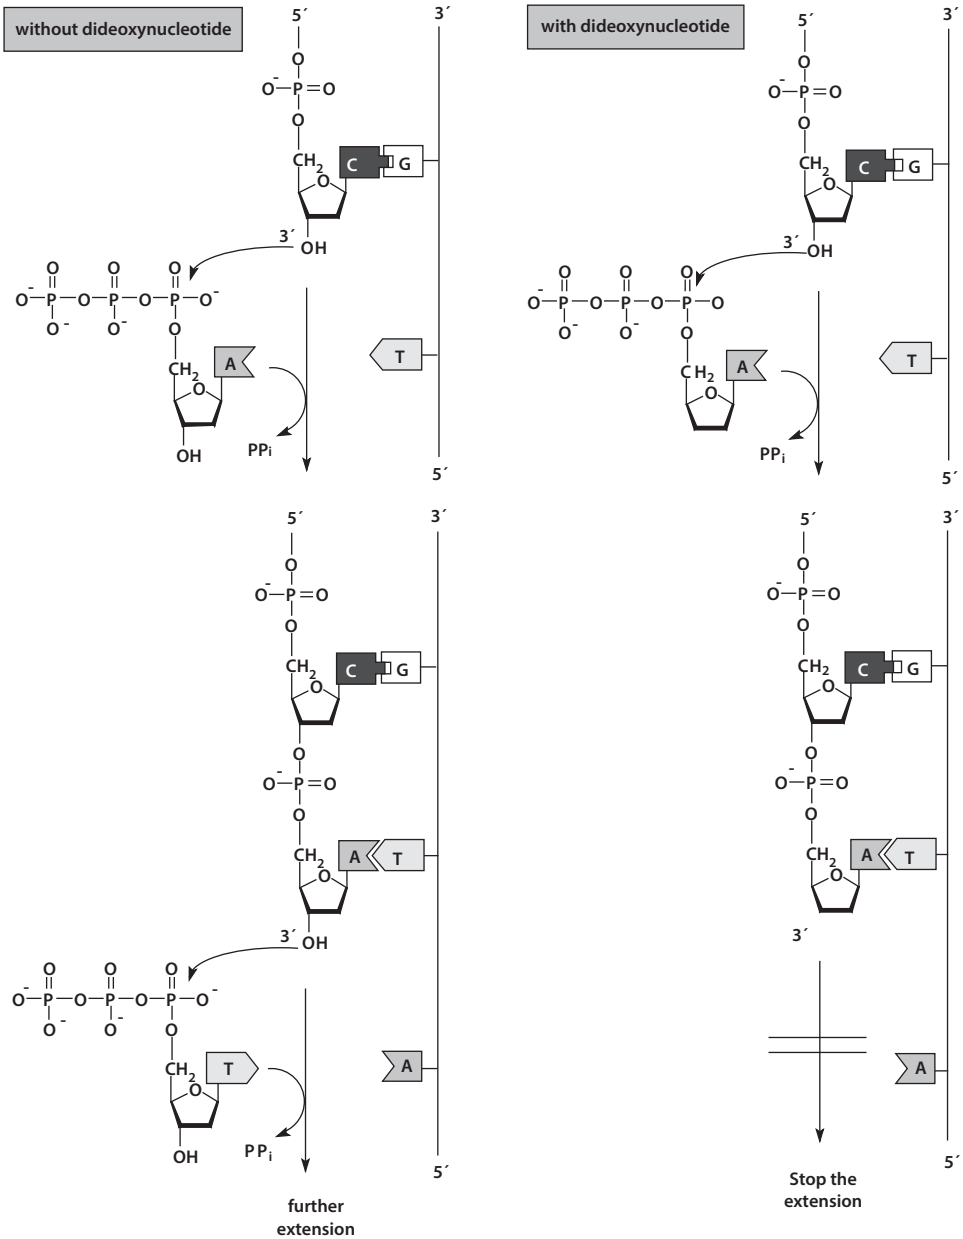 without dideoxynucleotide
5´
3´
O
O⁻–P=O
O
CH2
O
C
G
3´
OH
O O O
O⁻–P–O–P–O–P–O⁻
O⁻ O⁻ O
CH2
O
A
T
OH
PPi
5´
5´
3´
O
O⁻–P=O
O
CH2
O
C
G
O
O⁻–P=O
O
CH2
O
A
T
3´
OH
O O O
O⁻–P–O–P–O–P–O⁻
O⁻ O⁻ O
CH2
O
T
A
OH
PPi
5´
further
extension
with dideoxynucleotide
5´
3´
O
O⁻–P=O
O
CH2
O
C
G
3´
OH
O O O
O⁻–P–O–P–O–P–O
O⁻ O⁻ O
CH2
O
A
T
PPi
5´
5´
3´
O
O⁻–P=O
O
CH2
O
C
G
O
O⁻–P=O
O
CH2
O
A
T
3´
A
5´
Stop the
extension